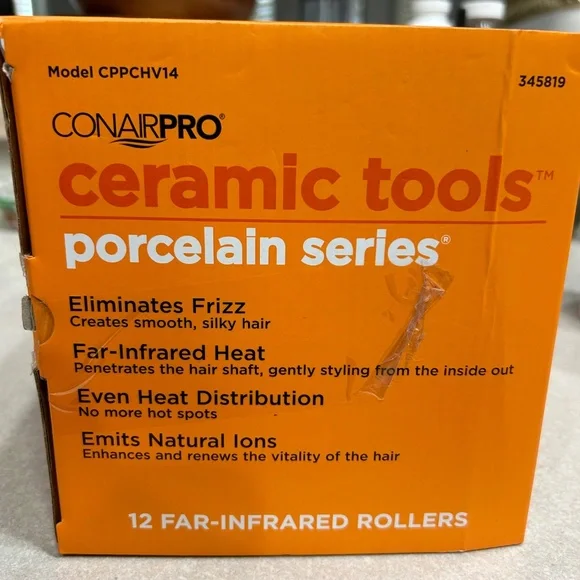 Model CPPCHV14
345819
CONAIRPRO®
ceramic tools™
porcelain series®
Eliminates Frizz
Creates smooth, silky hair
Far-Infrared Heat
Penetrates the hair shaft, gently styling from the inside out
Even Heat Distribution
No more hot spots
Emits Natural Ions
Enhances and renews the vitality of the hair
12 FAR-INFRARED ROLLERS